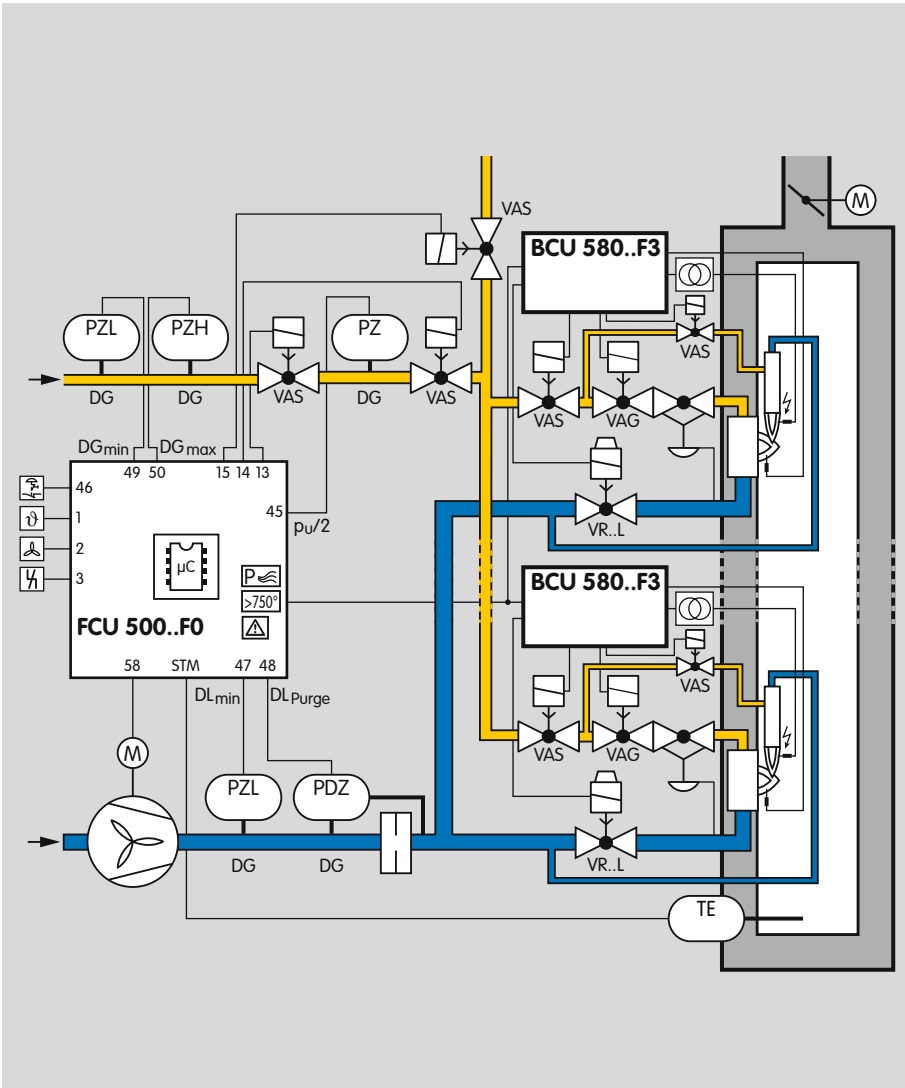 VAS
M
BCU 580..F3
PZL
PZH
PZ
VAS
DG
DG
VAS
DG
VAS
VAS
VAG
DGmin
DGmax
49 50
15 14 13
46
1
2
3
45
pu/2
ϑ
µC
P
>750°
FCU 500..F0
VR..L
BCU 580..F3
58
STM
47 48
DLmin
DLPurge
VAS
VAS
VAG
M
PZL
PDZ
DG
DG
VR..L
TE